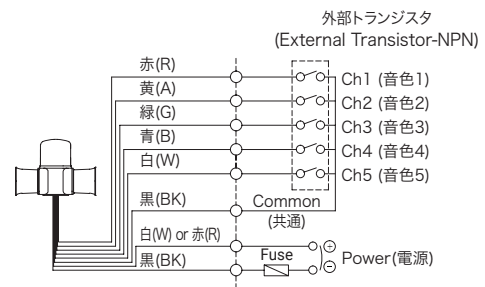 外部トランジスタ
(External Transistor-NPN)
赤(R)
Ch1 (音色1)
黄(A)
Ch2 (音色2)
緑(G)
Ch3 (音色3)
青(B)
Ch4 (音色4)
白(W)
Ch5 (音色5)
黒(BK)
Common
(共通)
白(W) or 赤(R)
黒(BK)
Fuse
⊕
⊖
Power(電源)